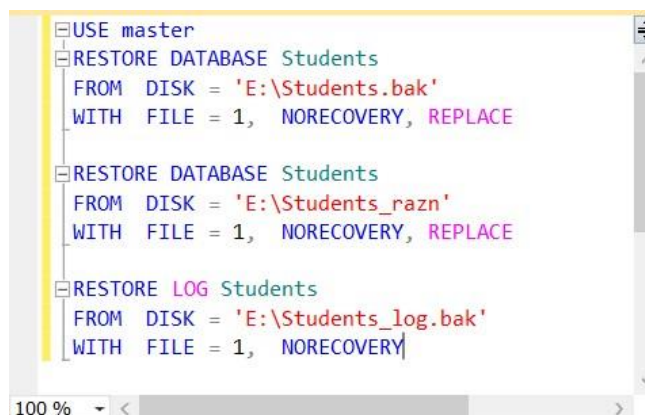 USE master
RESTORE DATABASE Students
FROM  DISK = 'E:\Students.bak'
WITH  FILE = 1,  NORECOVERY, REPLACE
RESTORE DATABASE Students
FROM  DISK = 'E:\Students_razn'
WITH  FILE = 1,  NORECOVERY, REPLACE
RESTORE LOG Students
FROM  DISK = 'E:\Students_log.bak'
WITH  FILE = 1,  NORECOVERY
100 %